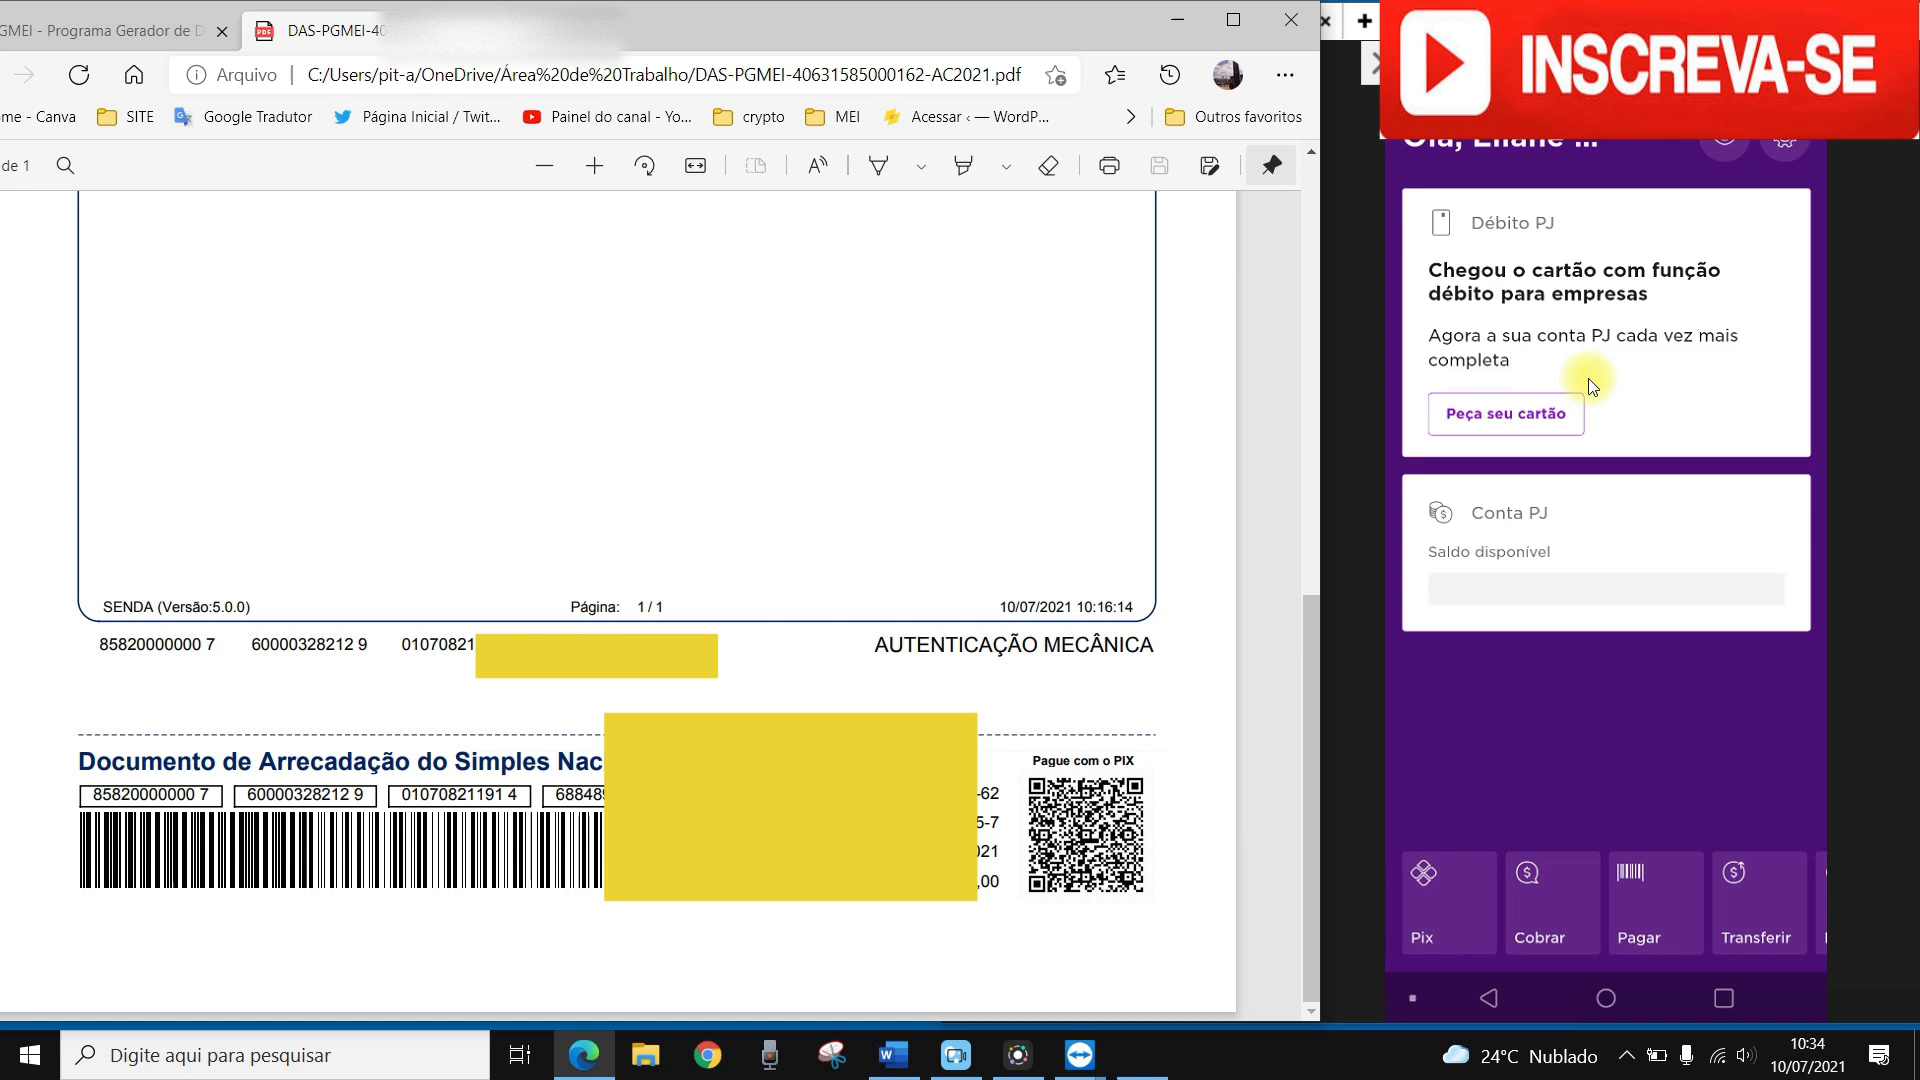 GMEI - Programa Gerador de D
DAS-PGMEI-40
INSCREVA-SE
Arquivo
C:/Users/pit-a/OneDrive/Área%20de%20Trabalho/DAS-PGMEI-40631585000162-AC2021.pdf
me - Canva
SITE
Google Tradutor
Página Inicial / Twit...
Painel do canal - Yo...
crypto
MEI
Acessar ‹ — WordP...
Outros favoritos
de 1
Olá, Eliane ...
Débito PJ
Chegou o cartão com função
débito para empresas
Agora a sua conta PJ cada vez mais
completa
Peça seu cartão
Conta PJ
Saldo disponível
SENDA (Versão:5.0.0)
Página: 1 / 1
10/07/2021 10:16:14
85820000000 7 60000328212 9 01070821
AUTENTICAÇÃO MECÂNICA
Documento de Arrecadação do Simples Nac
Pague com o PIX
85820000000 7
60000328212 9
01070821191 4
68848
-62
5-7
021
,00
Pix
Cobrar
Pagar
Transferir
Digite aqui para pesquisar
24°C Nublado
10:34
10/07/2021